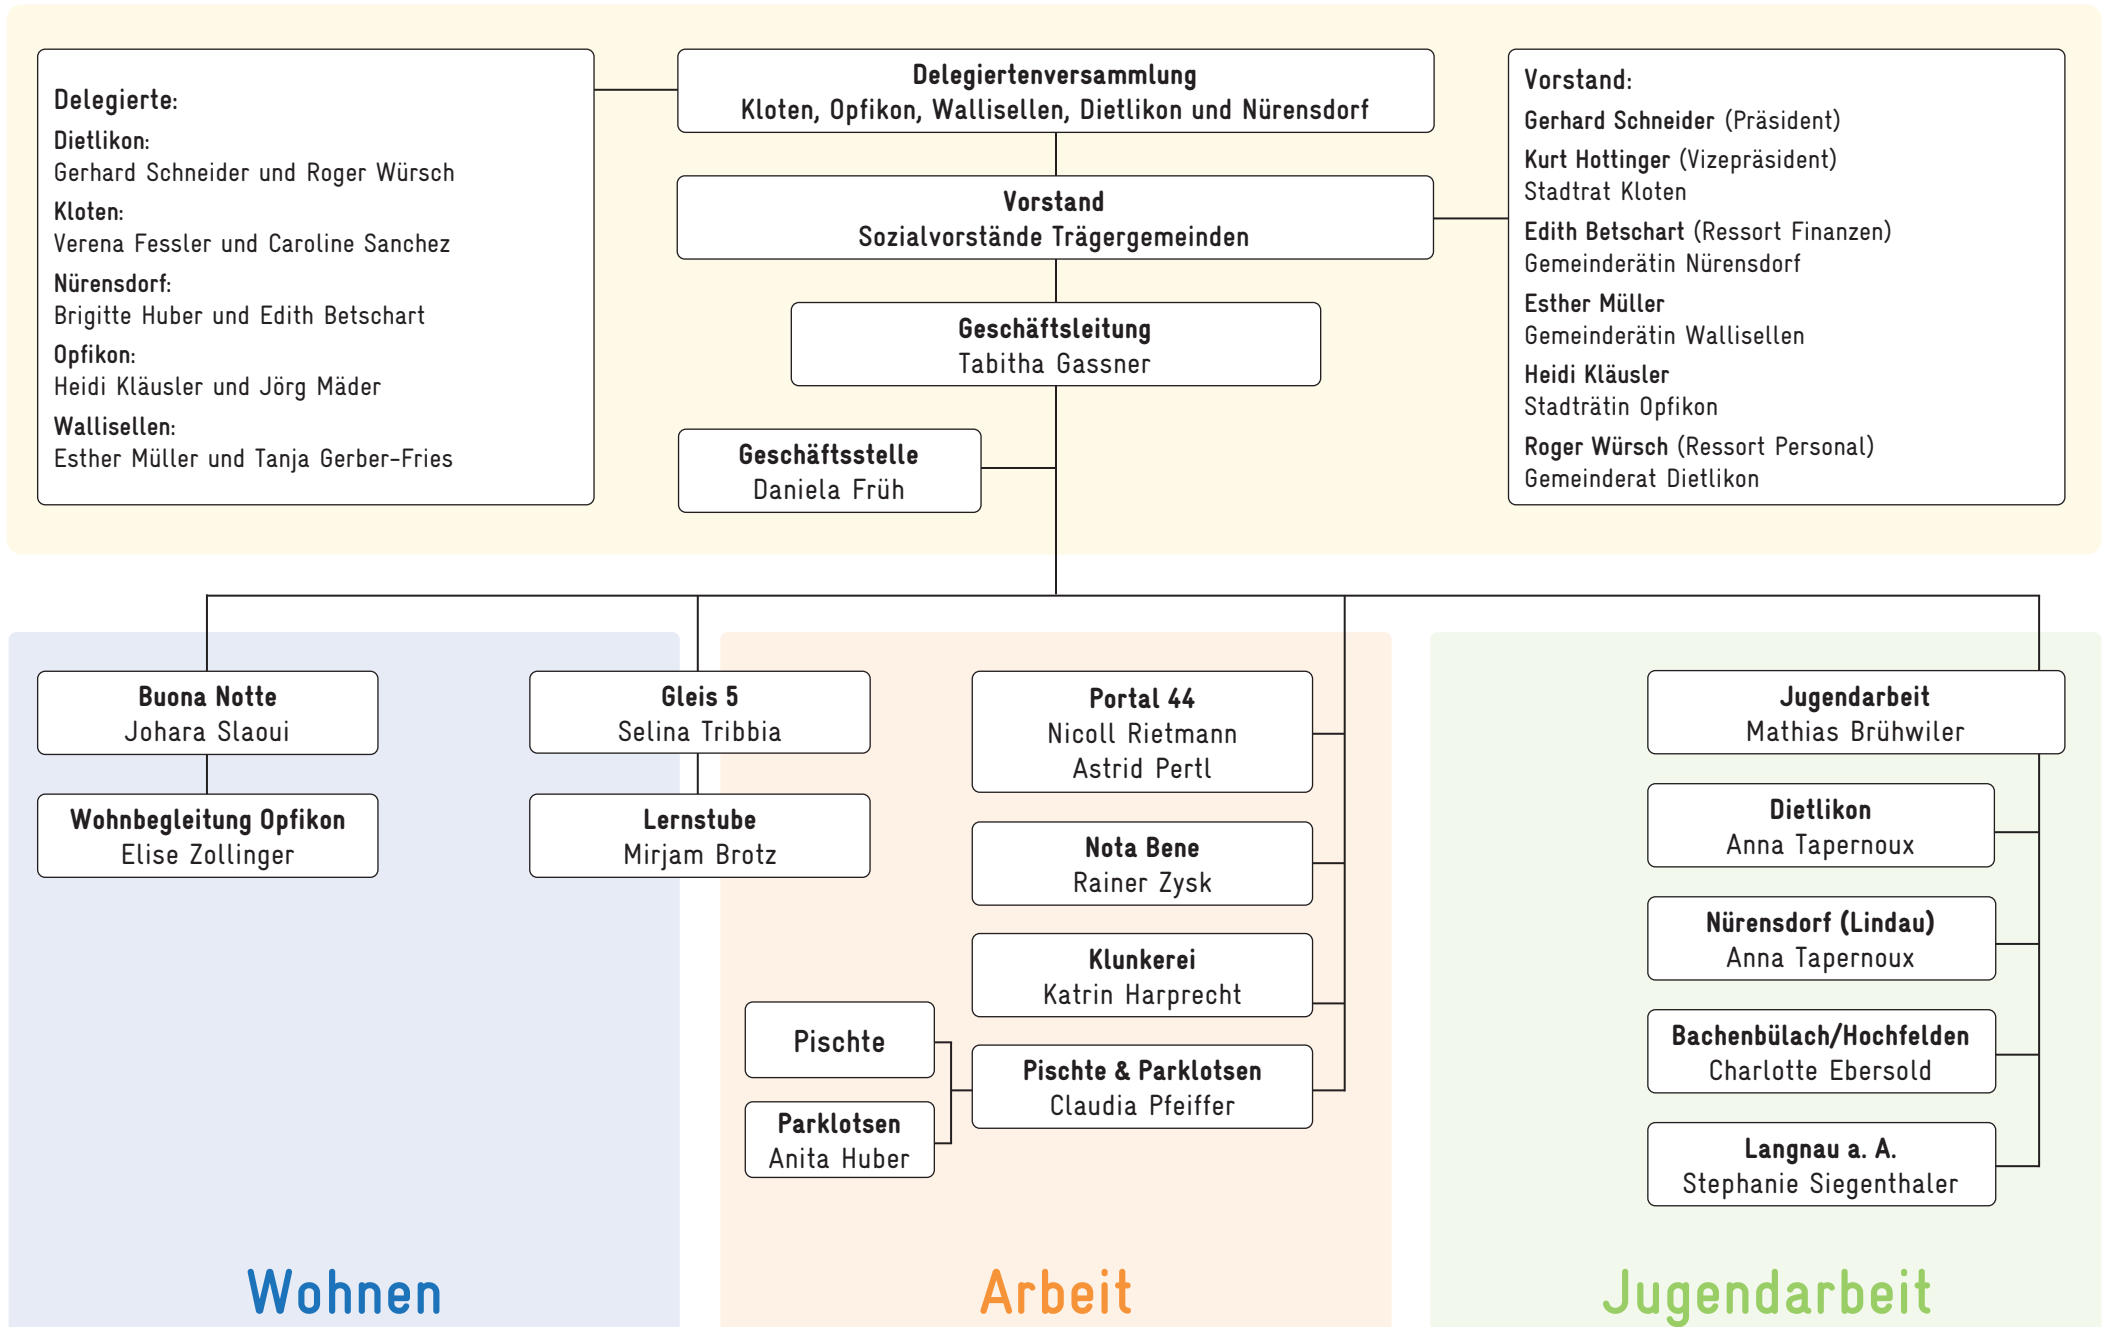 Delegierte:
Dietlikon:
Gerhard Schneider und Roger Würsch
Kloten:
Verena Fessler und Caroline Sanchez
Nürensdorf:
Brigitte Huber und Edith Betschart
Opfikon:
Heidi Kläusler und Jörg Mäder
Wallisellen:
Esther Müller und Tanja Gerber-Fries
Delegiertenversammlung
Kloten, Opfikon, Wallisellen, Dietlikon und Nürensdorf
Vorstand
Sozialvorstände Trägergemeinden
Geschäftsleitung
Tabitha Gassner
Geschäftsstelle
Daniela Früh
Vorstand:
Gerhard Schneider (Präsident)
Kurt Hottinger (Vizepräsident)
Stadtrat Kloten
Edith Betschart (Ressort Finanzen)
Gemeinderätin Nürensdorf
Esther Müller
Gemeinderätin Wallisellen
Heidi Kläusler
Stadträtin Opfikon
Roger Würsch (Ressort Personal)
Gemeinderat Dietlikon
Buona Notte
Johara Slaoui
Wohnbegleitung Opfikon
Elise Zollinger
Gleis 5
Selina Tribbia
Lernstube
Mirjam Brotz
Portal 44
Nicoll Rietmann
Astrid Pertl
Nota Bene
Rainer Zysk
Klunkerei
Katrin Harprecht
Pischte & Parklotsen
Claudia Pfeiffer
Pischte
Parklotsen
Anita Huber
Jugendarbeit
Mathias Brühwiler
Dietlikon
Anna Tapernoux
Nürensdorf (Lindau)
Anna Tapernoux
Bachenbülach/Hochfelden
Charlotte Ebersold
Langnau a. A.
Stephanie Siegenthaler
Wohnen
Arbeit
Jugendarbeit